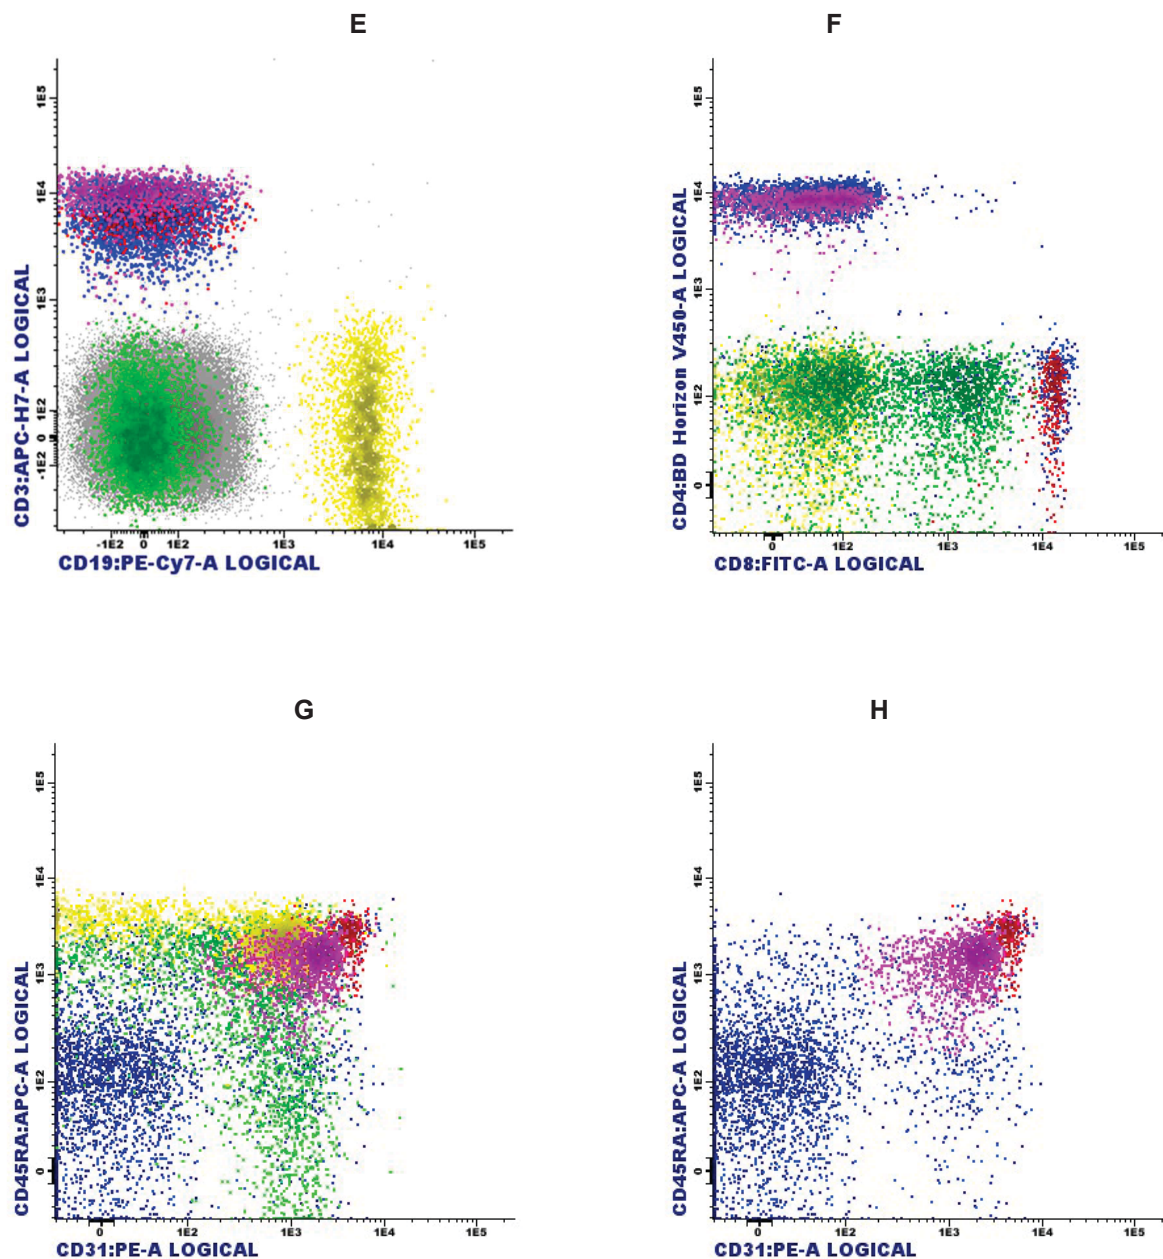 E
F
1E5
1E4
1E3
1E2
0
-1E2
CD3:APC-H7-A LOGICAL
-1E2 0 1E2 1E3 1E4 1E5
CD19:PE-Cy7-A LOGICAL
1E5
1E4
1E3
1E2
0
CD4:BD Horizon V450-A LOGICAL
0 1E2 1E3 1E4 1E5
CD8:FITC-A LOGICAL
G
H
1E5
1E4
1E3
1E2
0
CD45RA:APC-A LOGICAL
0 1E2 1E3 1E4 1E5
CD31:PE-A LOGICAL
1E5
1E4
1E3
1E2
0
CD45RA:APC-A LOGICAL
0 1E2 1E3 1E4 1E5
CD31:PE-A LOGICAL